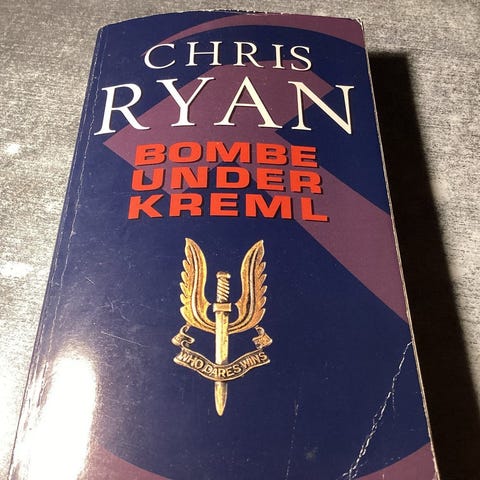 CHRIS
RYAN
BOMBE
UNDER
KREML
WHO DARES WINS